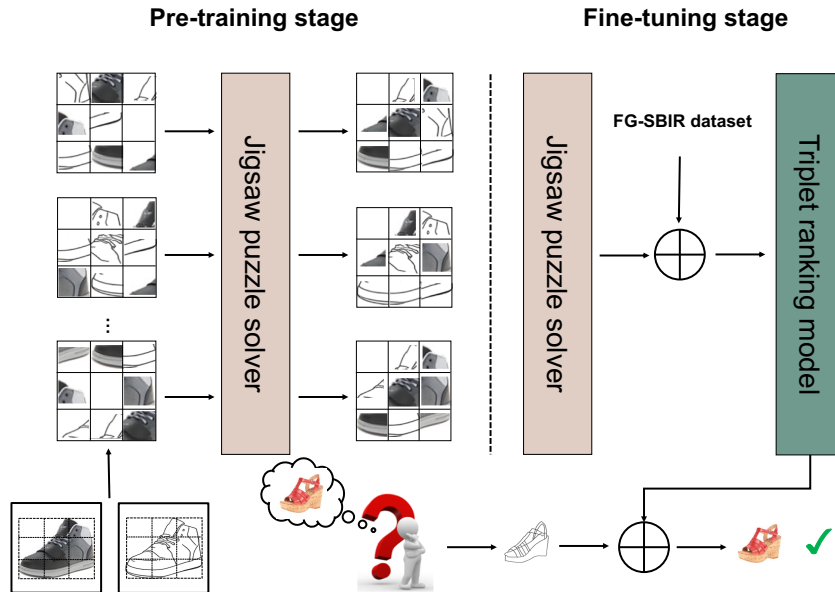 Pre-training stage
Fine-tuning stage
Jigsaw puzzle solver
Jigsaw puzzle solver
FG-SBIR dataset
Triplet ranking model
...